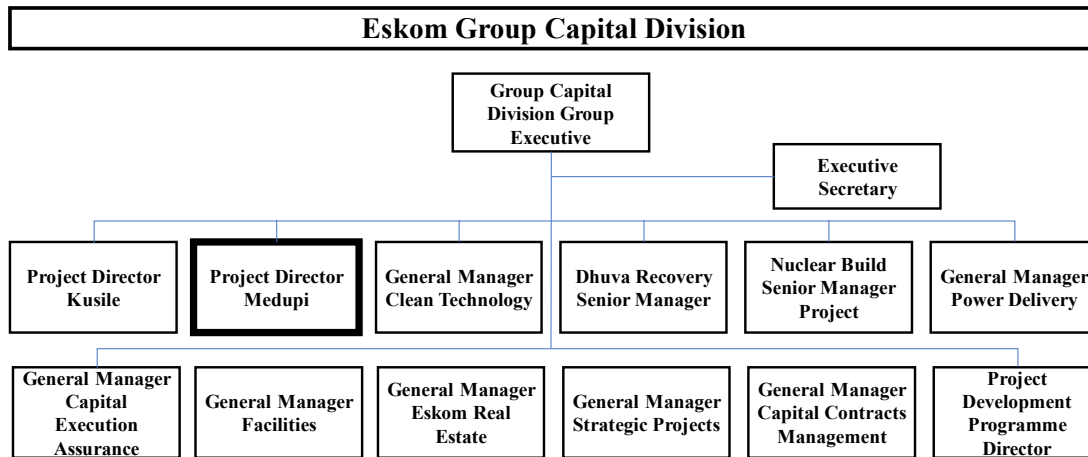 Eskom Group Capital Division
Group Capital
Division Group
Executive
Executive
Secretary
Project Director
Kusile
Project Director
Medupi
General Manager
Clean Technology
Dhuva Recovery
Senior Manager
Nuclear Build
Senior Manager
Project
General Manager
Power Delivery
General Manager
Capital
Execution
Assurance
General Manager
Facilities
General Manager
Eskom Real
Estate
General Manager
Strategic Projects
General Manager
Capital Contracts
Management
Project
Development
Programme
Director